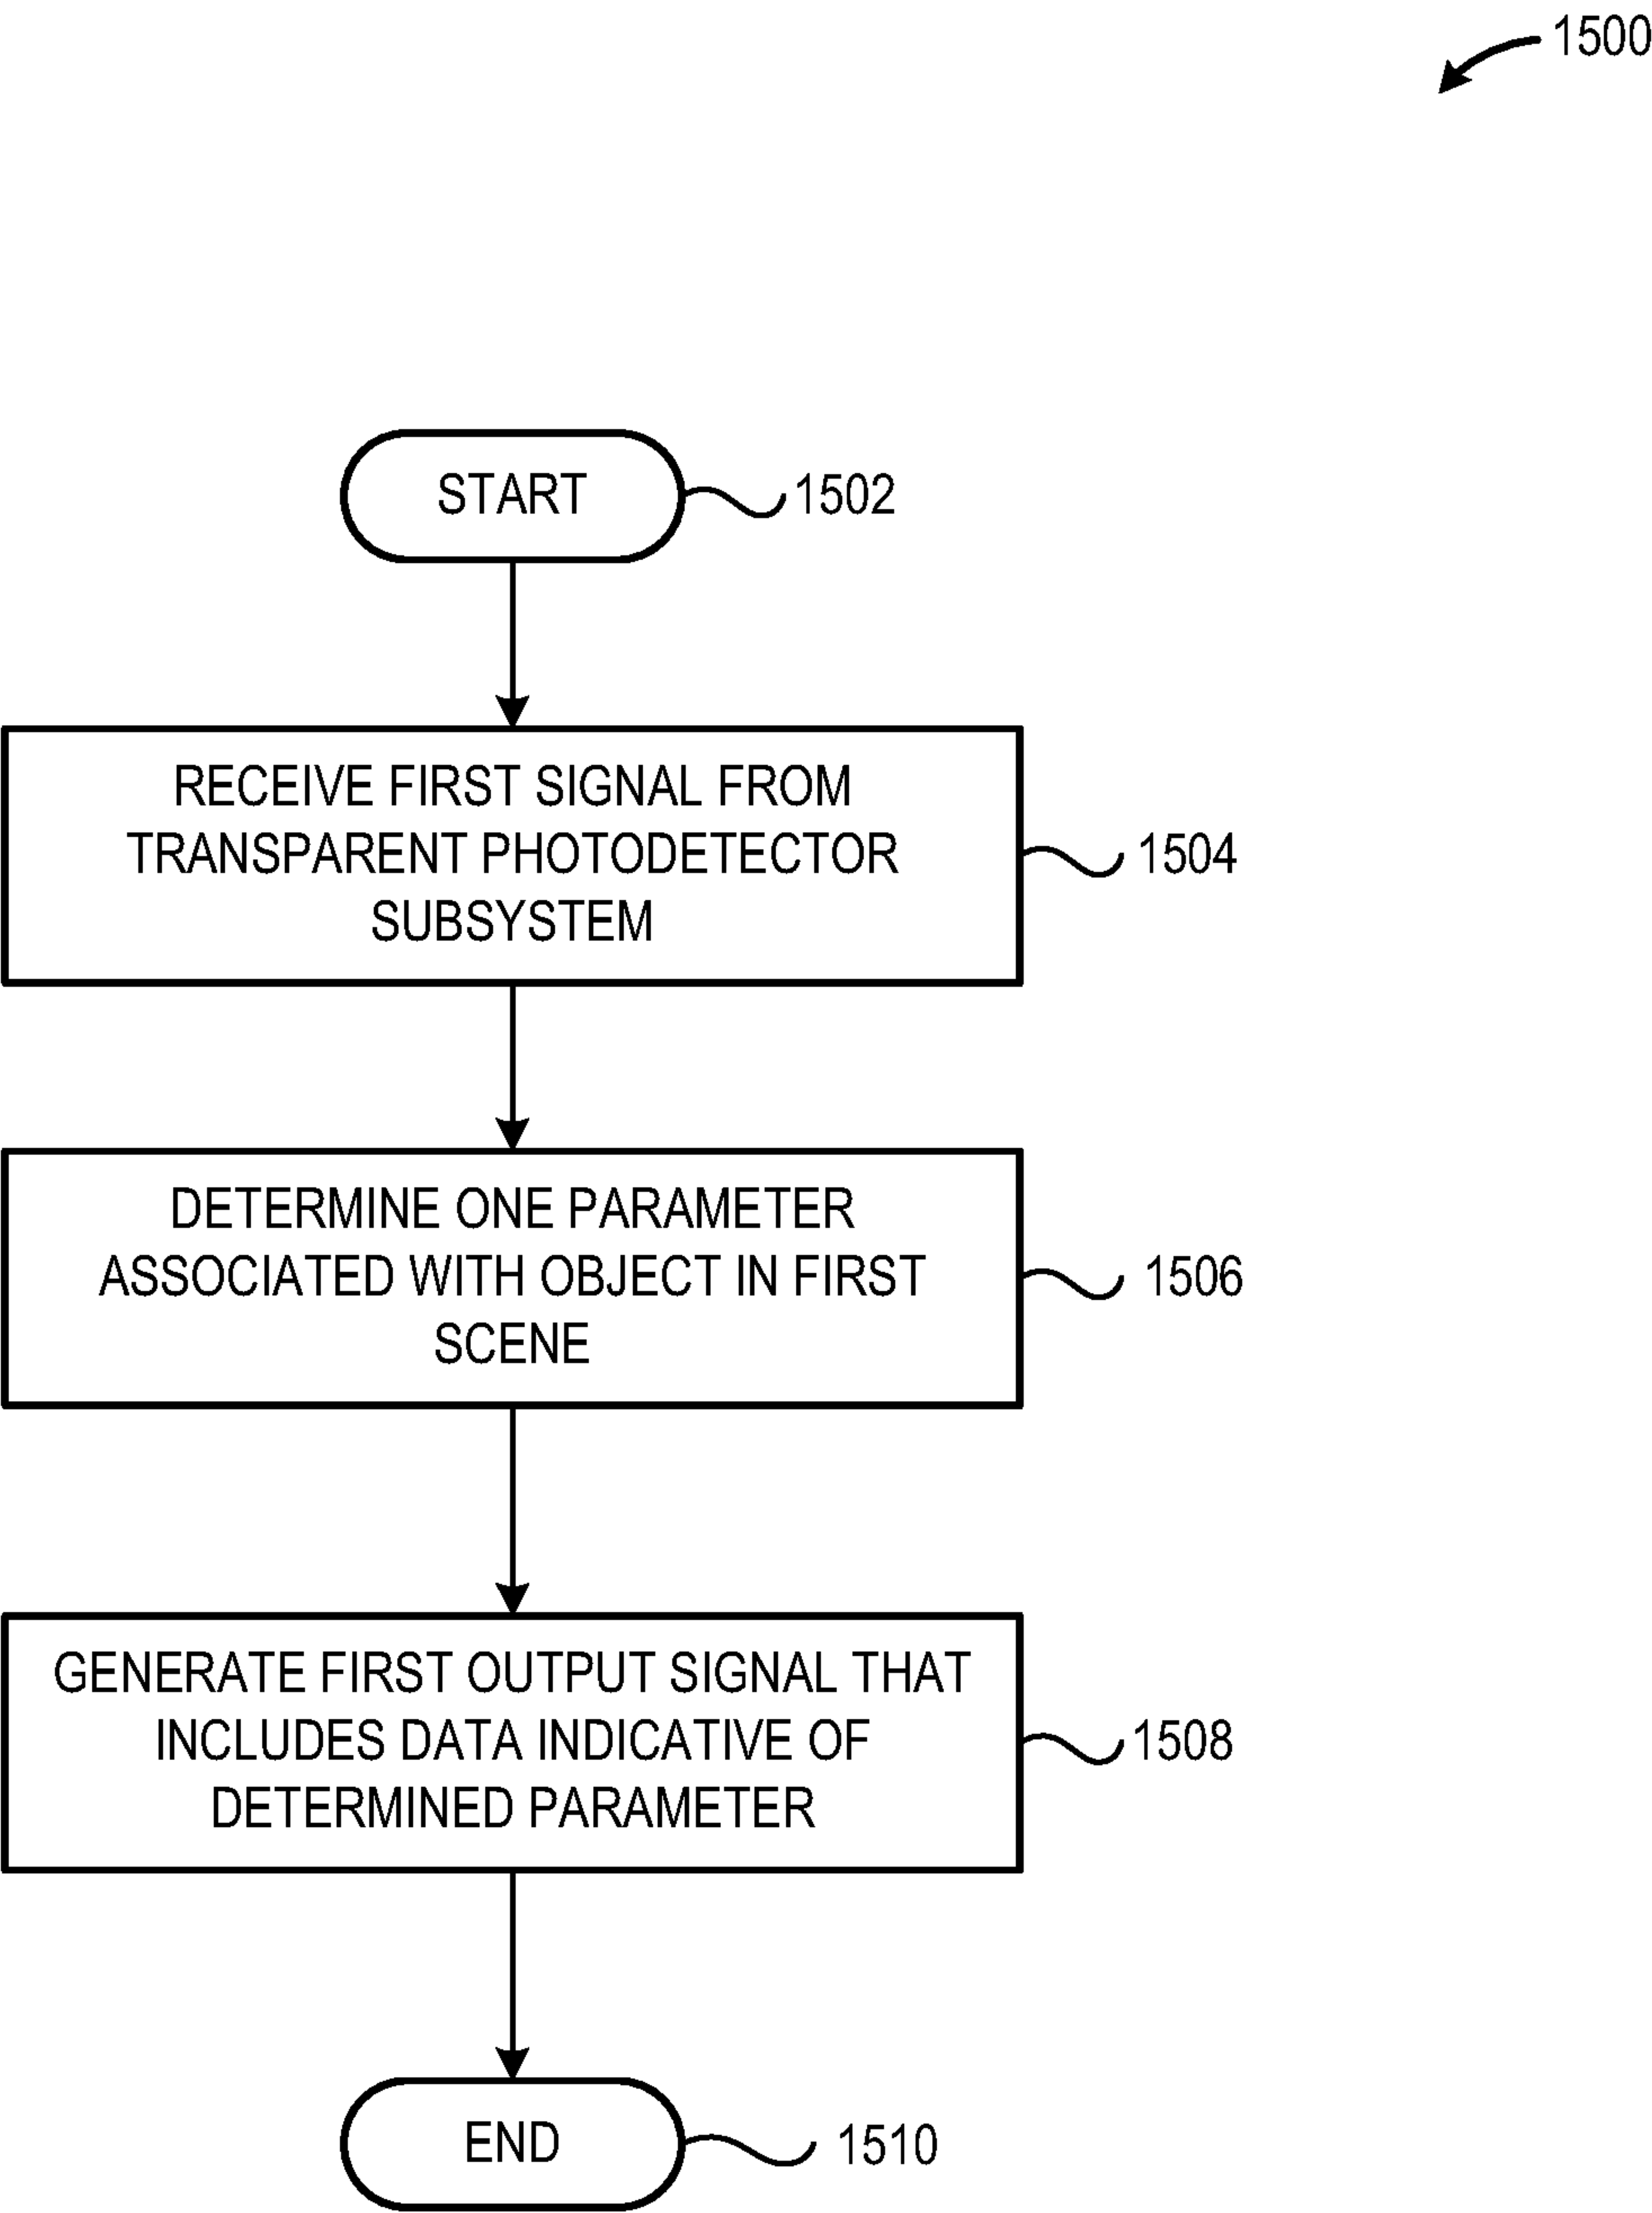 1500
START
1502
RECEIVE FIRST SIGNAL FROM
TRANSPARENT PHOTODETECTOR
SUBSYSTEM
1504
DETERMINE ONE PARAMETER
ASSOCIATED WITH OBJECT IN FIRST
SCENE
1506
GENERATE FIRST OUTPUT SIGNAL THAT
INCLUDES DATA INDICATIVE OF
DETERMINED PARAMETER
1508
END
1510